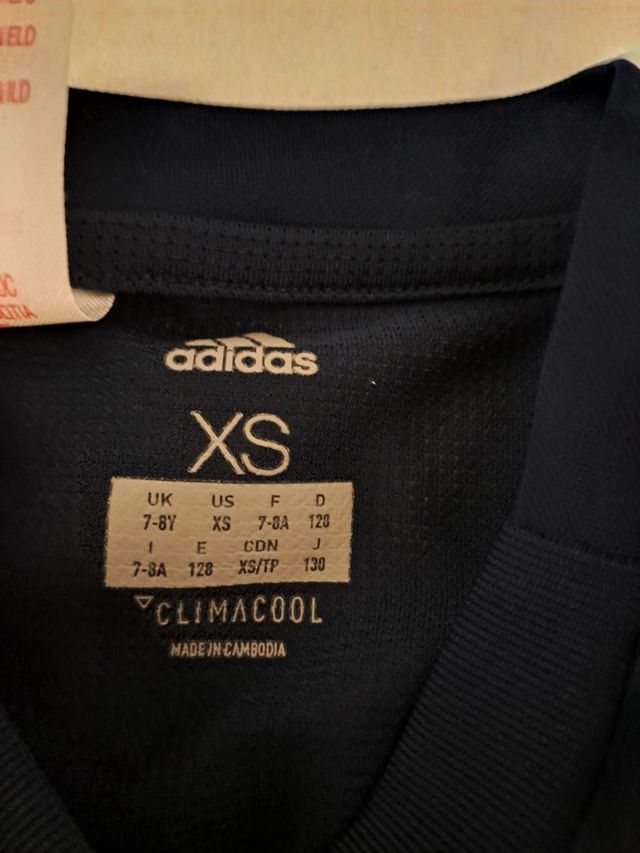 adidas
XS
UK US F D
7-8Y XS 7-8A 128
I E CDN J
7-8A 128 XS/TP 130
CLIMACOOL
MADE IN CAMBODIA